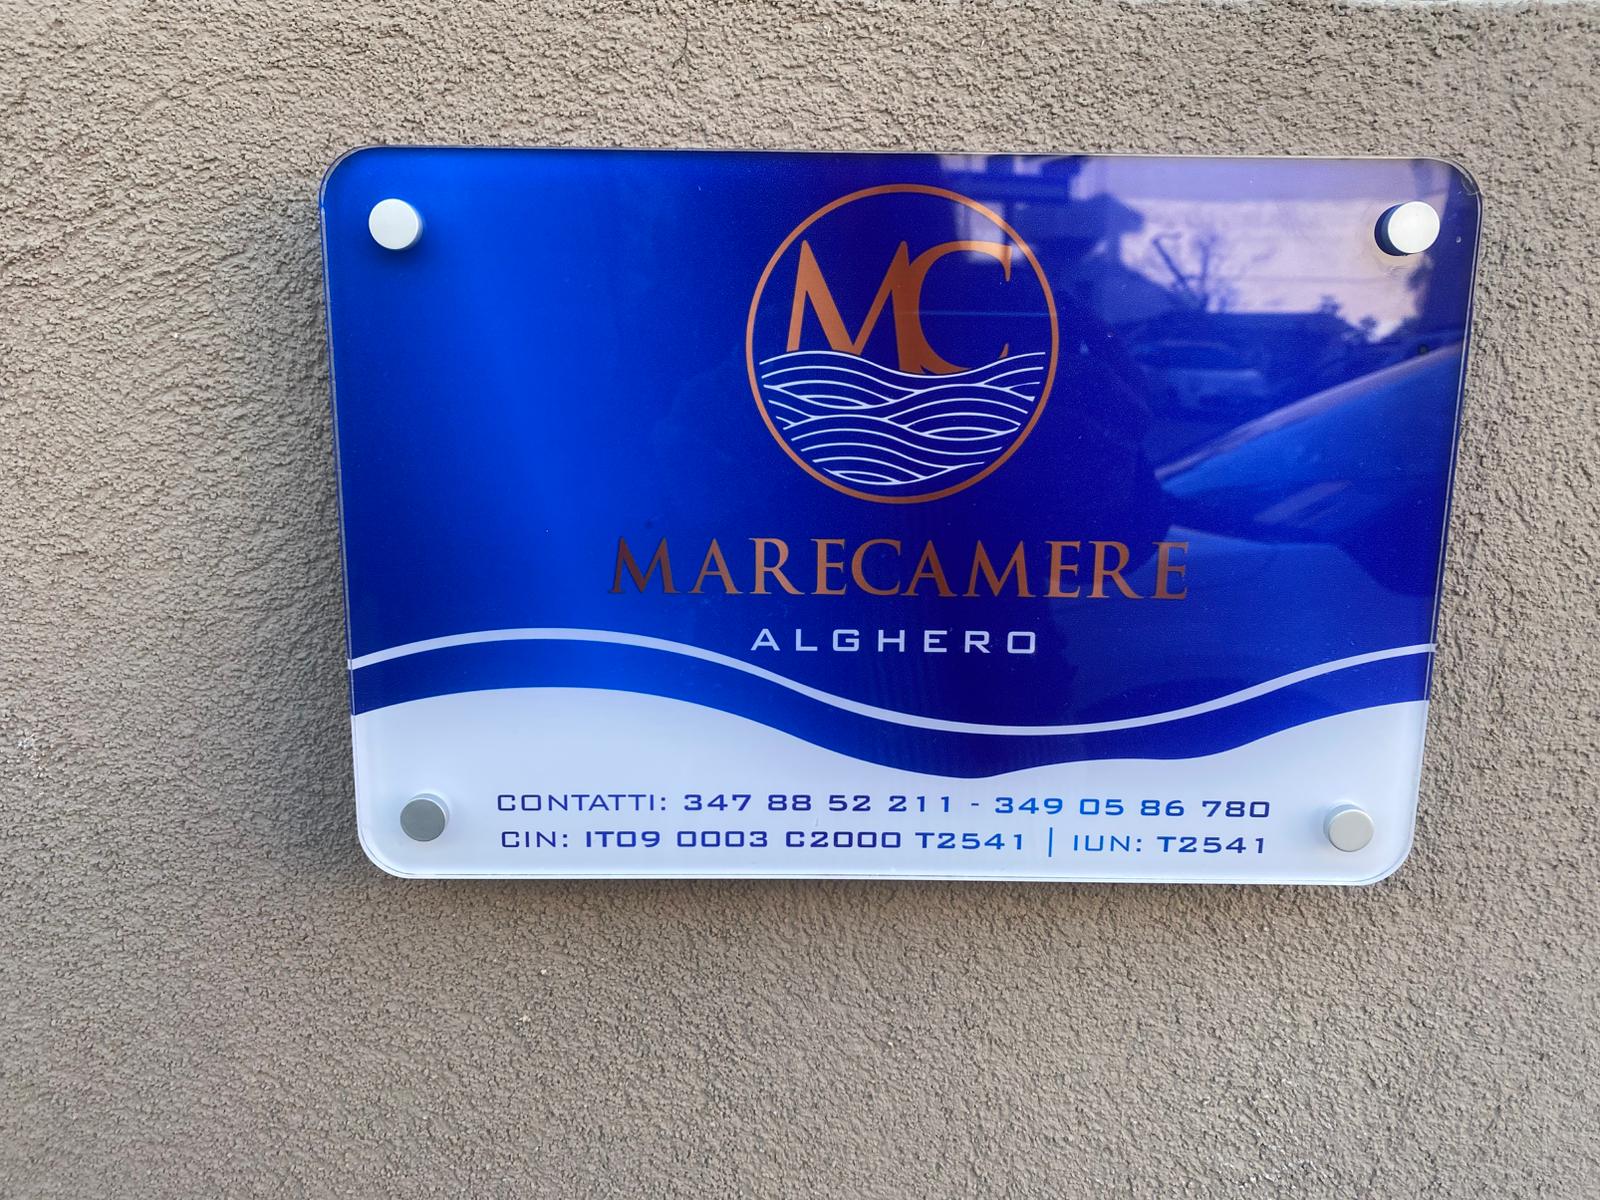 MC
MARECAMERE
ALGHERO
CONTATTI: 347 88 52 211 - 349 05 86 780
CIN: IT09 0003 C2000 T2541 | IUN: T2541